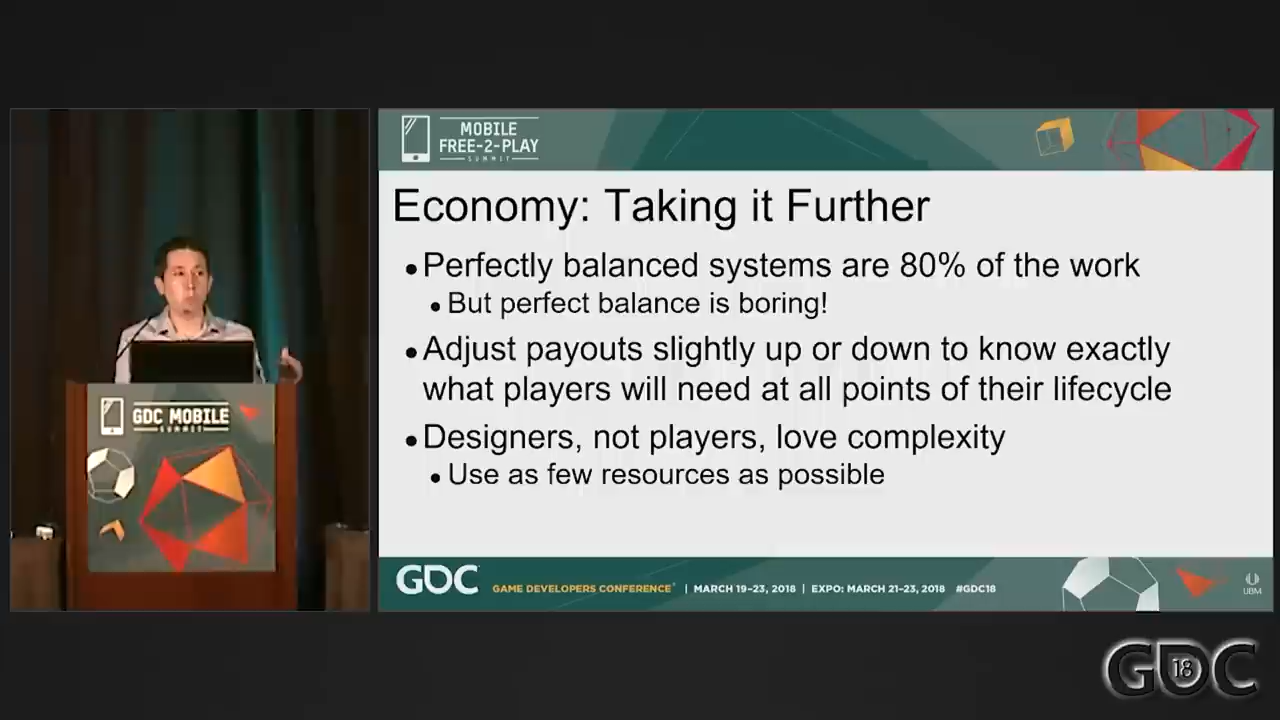 MOBILE
FREE-2-PLAY
SUMMIT
Economy: Taking it Further
•Perfectly balanced systems are 80% of the work
•But perfect balance is boring!
•Adjust payouts slightly up or down to know exactly
what players will need at all points of their lifecycle
•Designers, not players, love complexity
•Use as few resources as possible
GDC MOBILE
SUMMIT
GDC GAME DEVELOPERS CONFERENCE® | MARCH 19–23, 2018 | EXPO: MARCH 21–23, 2018 #GDC18
UBM
GDC 18